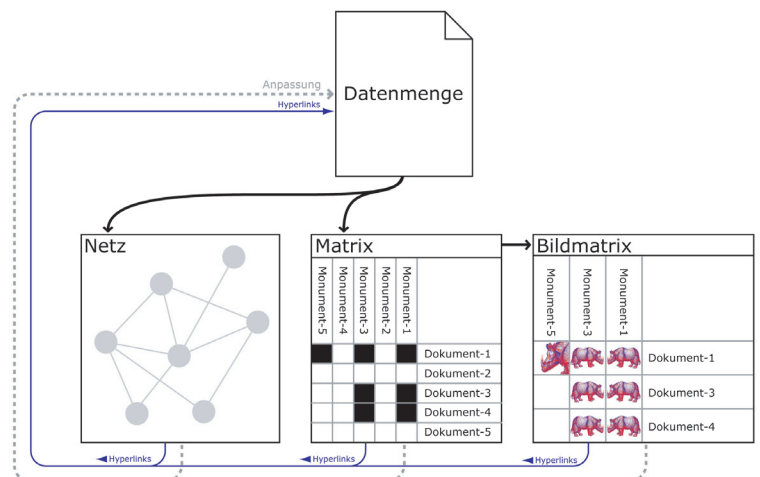 Datenmenge
Anpassung
Hyperlinks
Netz
Matrix
Monument-5
Monument-4
Monument-3
Monument-2
Monument-1
Dokument-1
Dokument-2
Dokument-3
Dokument-4
Dokument-5
Bildmatrix
Monument-5
Monument-3
Monument-1
Dokument-1
Dokument-3
Dokument-4
Hyperlinks
Hyperlinks
Hyperlinks